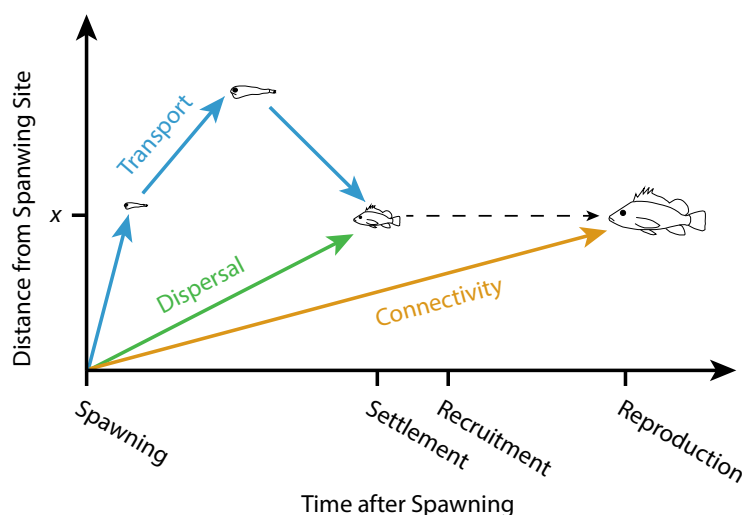 Distance from Spanwing Site
x
Transport
Dispersal
Connectivity
Spawning
Settlement
Recruitment
Reproduction
Time after Spawning